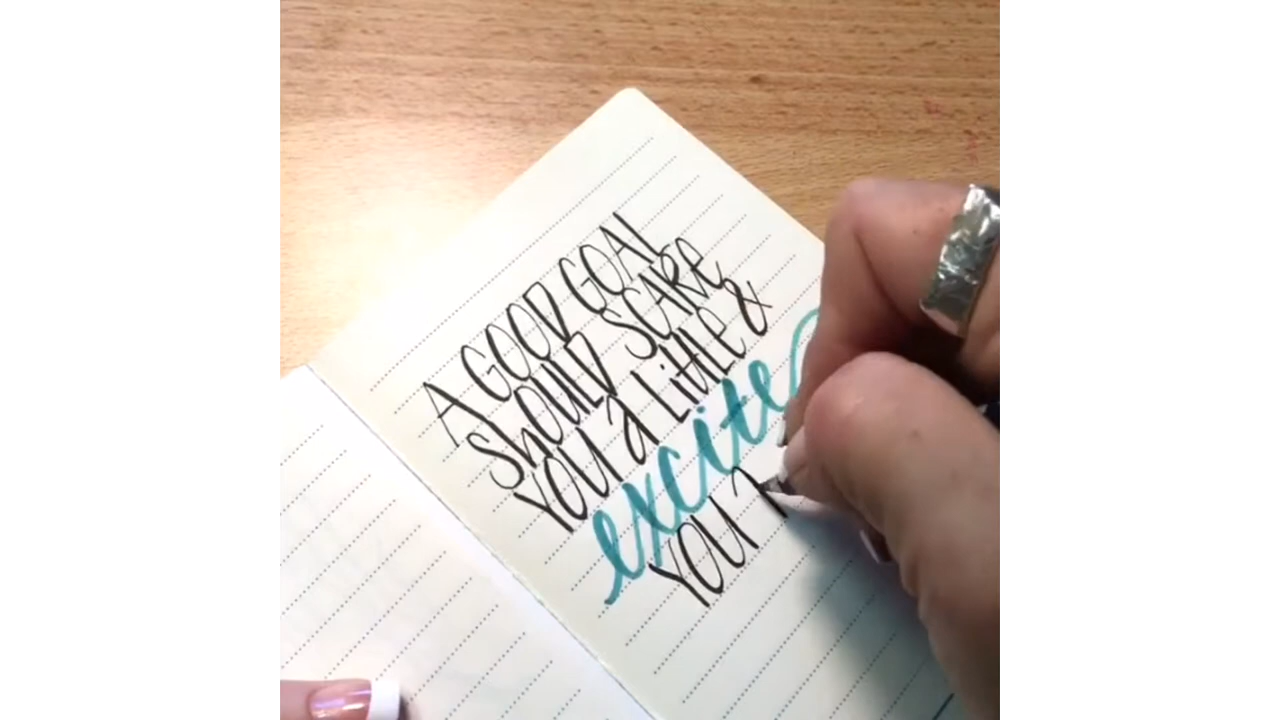 A GOOD GOAL
ShOULD SCARE
YOU a LittLe &
excite
YOU